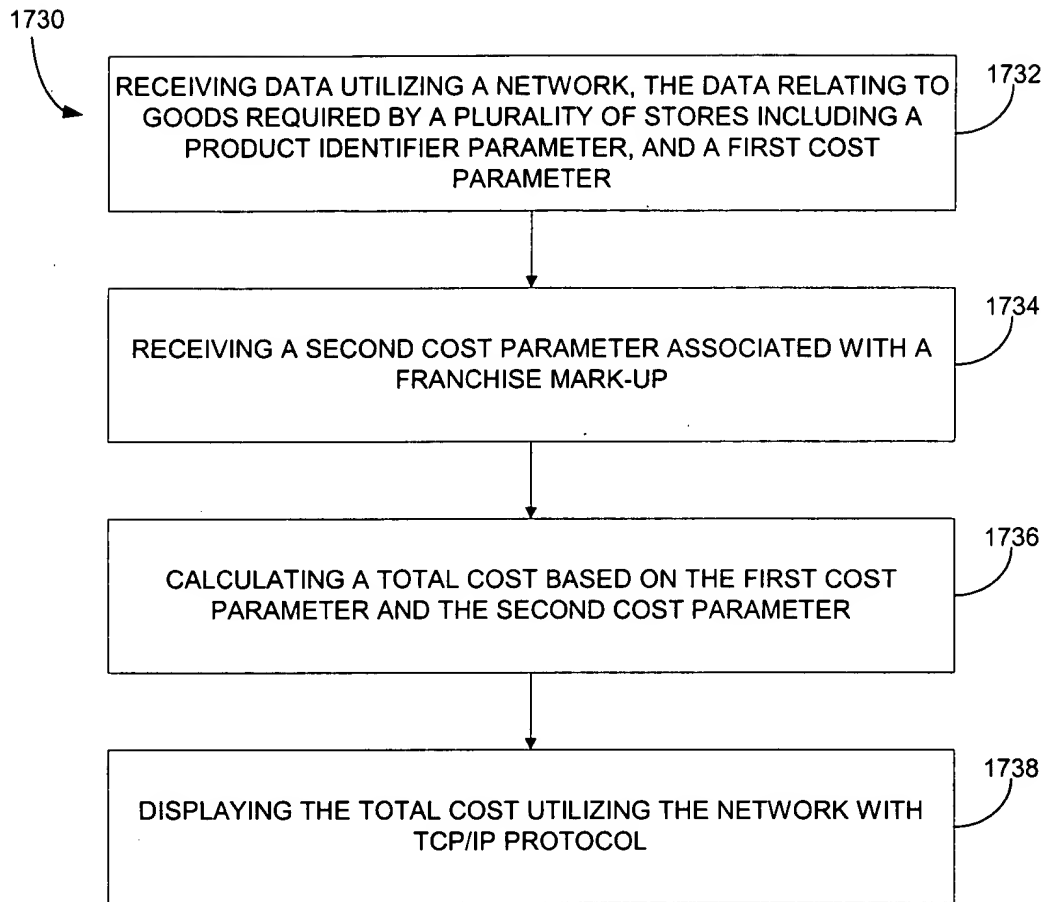 1730
RECEIVING DATA UTILIZING A NETWORK, THE DATA RELATING TO
GOODS REQUIRED BY A PLURALITY OF STORES INCLUDING A
PRODUCT IDENTIFIER PARAMETER, AND A FIRST COST
PARAMETER
1732
RECEIVING A SECOND COST PARAMETER ASSOCIATED WITH A
FRANCHISE MARK-UP
1734
CALCULATING A TOTAL COST BASED ON THE FIRST COST
PARAMETER AND THE SECOND COST PARAMETER
1736
DISPLAYING THE TOTAL COST UTILIZING THE NETWORK WITH
TCP/IP PROTOCOL
1738